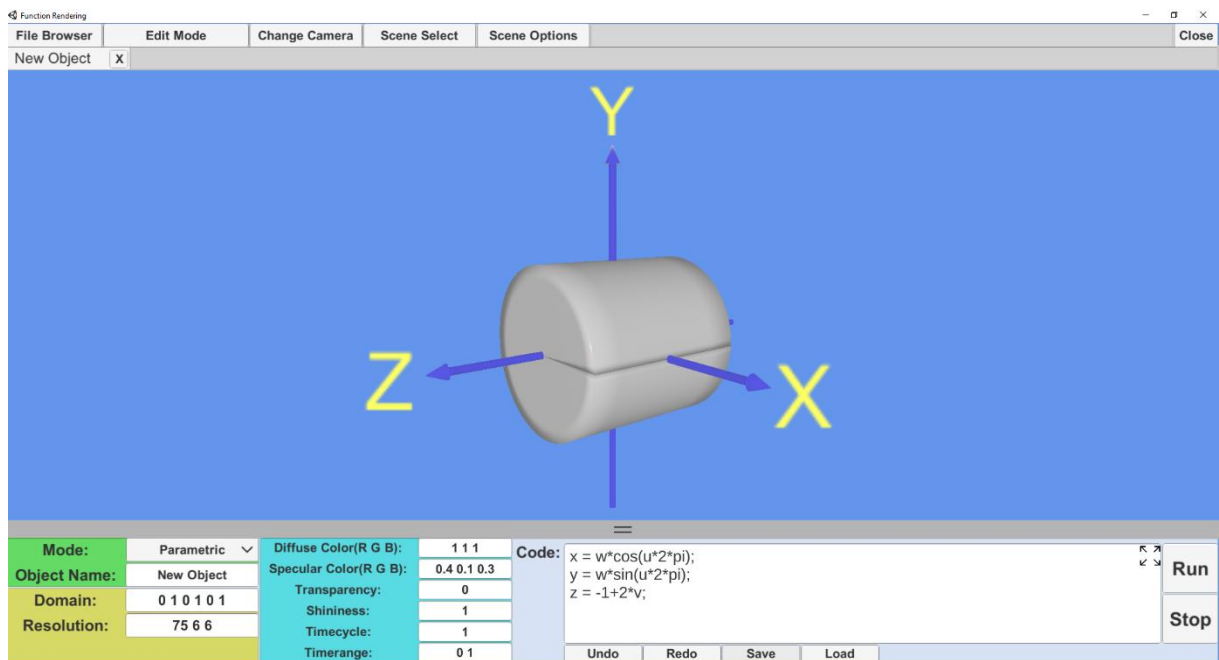 Function Rendering
File Browser Edit Mode Change Camera Scene Select Scene Options Close
New Object X
Y
Z
X
Mode: Parametric
Object Name: New Object
Domain: 0 1 0 1 0 1
Resolution: 75 6 6
Diffuse Color(R G B): 1 1 1
Specular Color(R G B): 0.4 0.1 0.3
Transparency: 0
Shininess: 1
Timecycle: 1
Timerange: 0 1
Code:
x = w*cos(u*2*pi);
y = w*sin(u*2*pi);
z = -1+2*v;
Run
Stop
Undo Redo Save Load